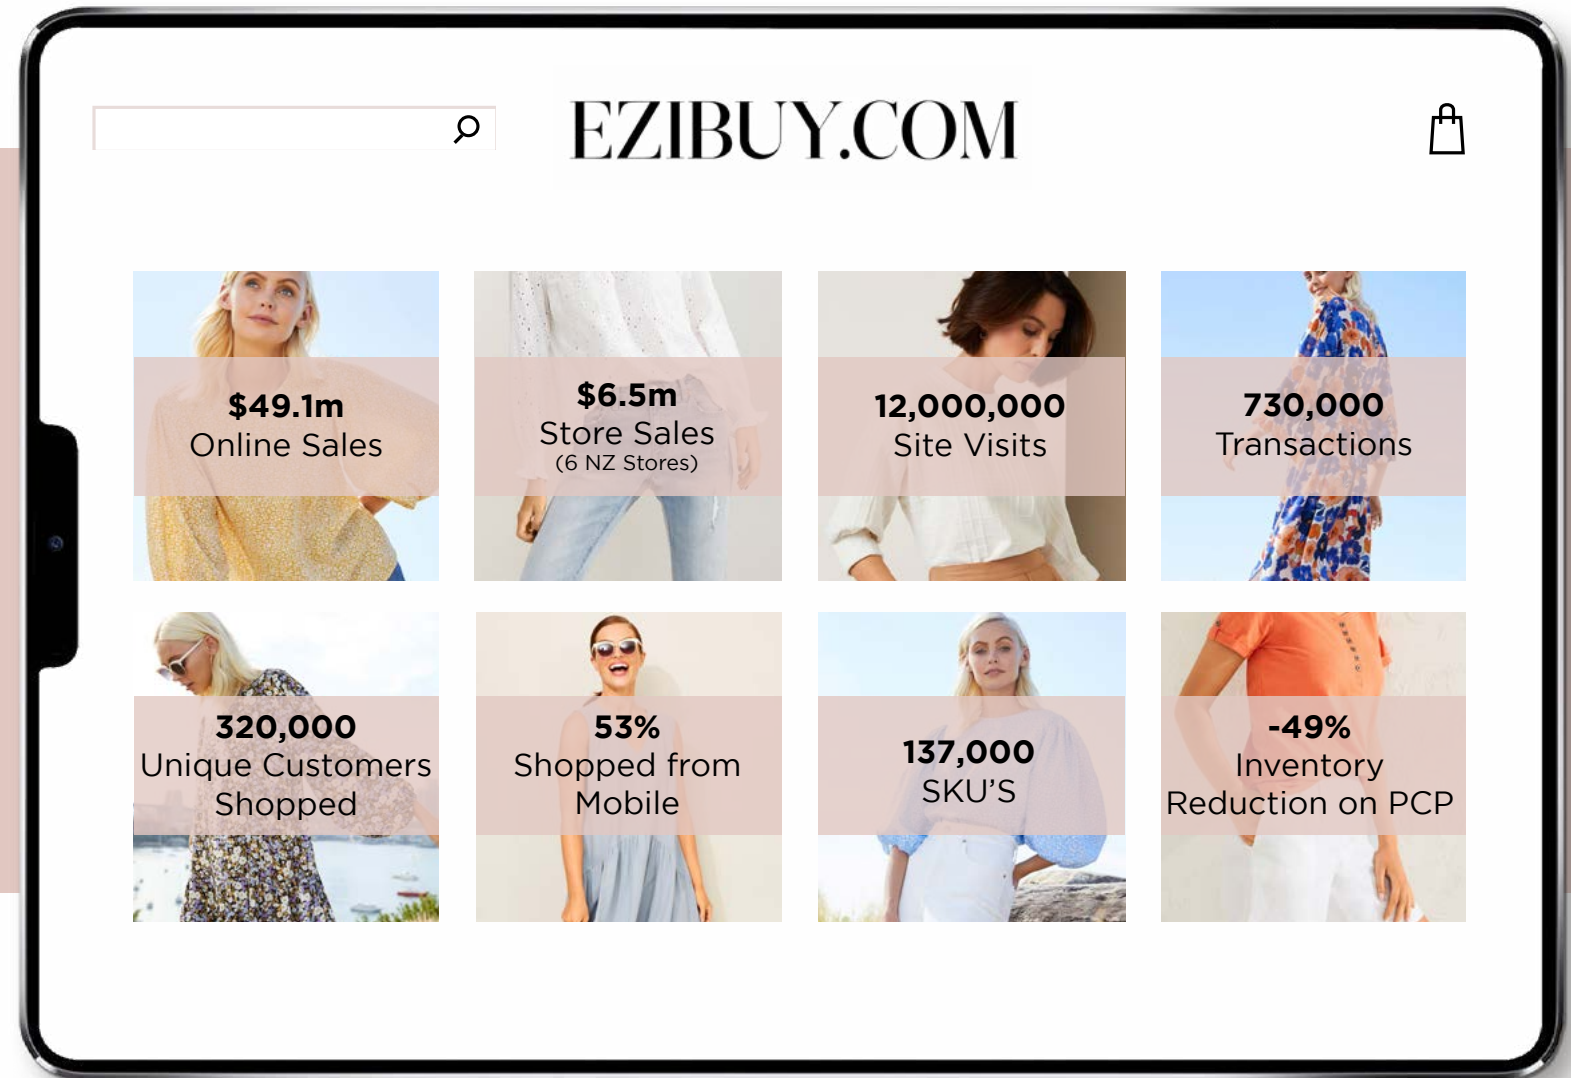 EZIBUY.COM
$49.1m
Online Sales
$6.5m
Store Sales
(6 NZ Stores)
12,000,000
Site Visits
730,000
Transactions
320,000
Unique Customers
Shopped
53%
Shopped from
Mobile
137,000
SKU’S
-49%
Inventory
Reduction on PCP